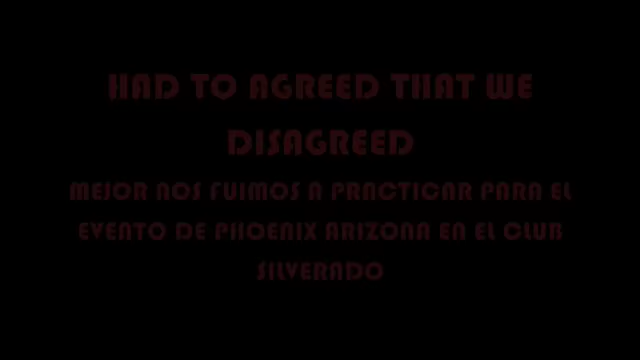 HAD TO AGREED THAT WE
DISAGREED
MEJOR NOS FUIMOS A PRACTICAR PARA EL
EVENTO DE PHOENIX ARIZONA EN EL CLUB
SILVERADO